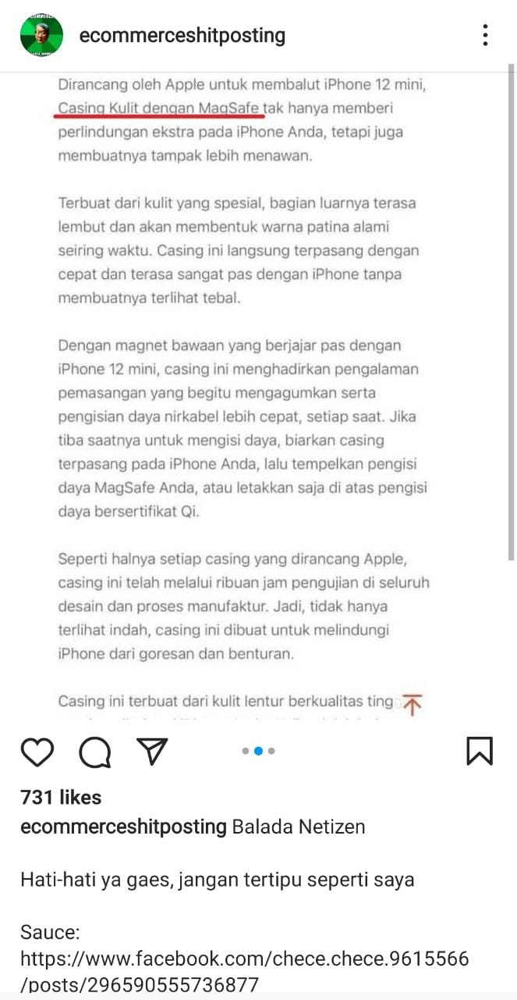 ecommerceshitposting
Dirancang oleh Apple untuk membalut iPhone 12 mini,
Casing Kulit dengan MagSafe tak hanya memberi
perlindungan ekstra pada iPhone Anda, tetapi juga
membuatnya tampak lebih menawan.
Terbuat dari kulit yang spesial, bagian luarnya terasa
lembut dan akan membentuk warna patina alami
seiring waktu. Casing ini langsung terpasang dengan
cepat dan terasa sangat pas dengan iPhone tanpa
membuatnya terlihat tebal.
Dengan magnet bawaan yang berjajar pas dengan
iPhone 12 mini, casing ini menghadirkan pengalaman
pemasangan yang begitu mengagumkan serta
pengisian daya nirkabel lebih cepat, setiap saat. Jika
tiba saatnya untuk mengisi daya, biarkan casing
terpasang pada iPhone Anda, lalu tempelkan pengisi
daya MagSafe Anda, atau letakkan saja di atas pengisi
daya bersertifikat Qi.
Seperti halnya setiap casing yang dirancang Apple,
casing ini telah melalui ribuan jam pengujian di seluruh
desain dan proses manufaktur. Jadi, tidak hanya
terlihat indah, casing ini dibuat untuk melindungi
iPhone dari goresan dan benturan.
Casing ini terbuat dari kulit lentur berkualitas ting
731 likes
ecommerceshitposting Balada Netizen
Hati-hati ya gaes, jangan tertipu seperti saya
Sauce:
https://www.facebook.com/chece.chece.9615566
/posts/296590555736877